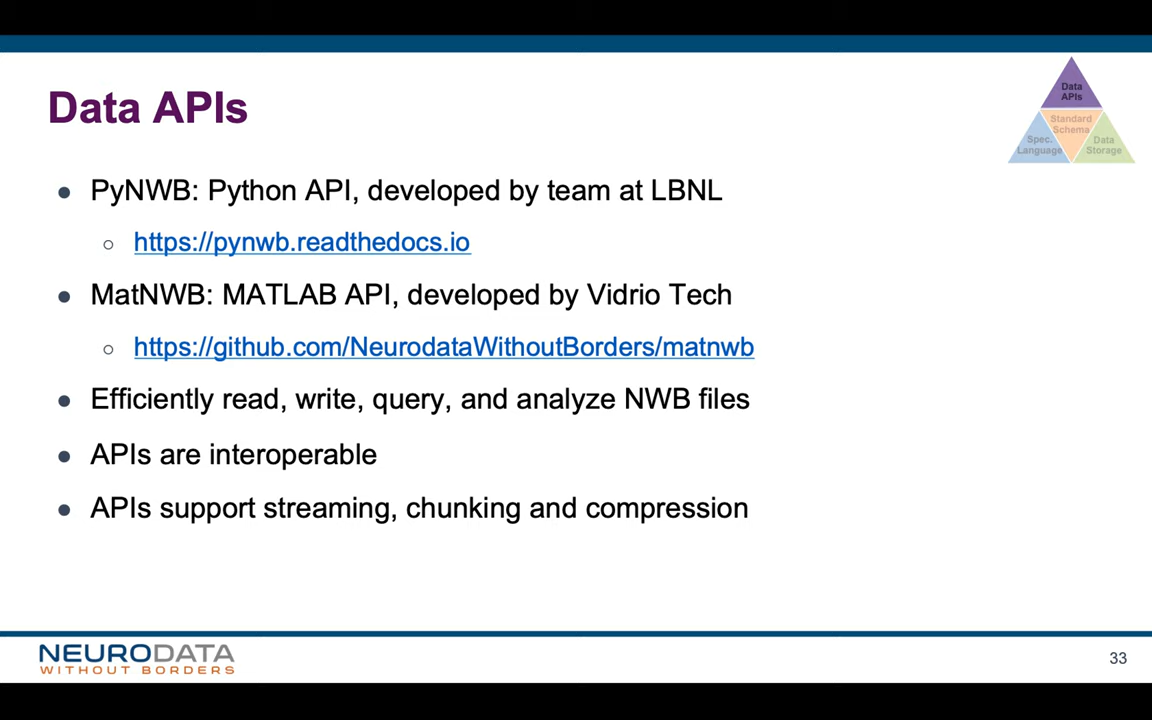 Data APIs
Data
APIs
Standard
Schema
Spec.
Language
Data
Storage
● PyNWB: Python API, developed by team at LBNL
○ https://pynwb.readthedocs.io
● MatNWB: MATLAB API, developed by Vidrio Tech
○ https://github.com/NeurodataWithoutBorders/matnwb
● Efficiently read, write, query, and analyze NWB files
● APIs are interoperable
● APIs support streaming, chunking and compression
NEURODATA
WITHOUT BORDERS
33